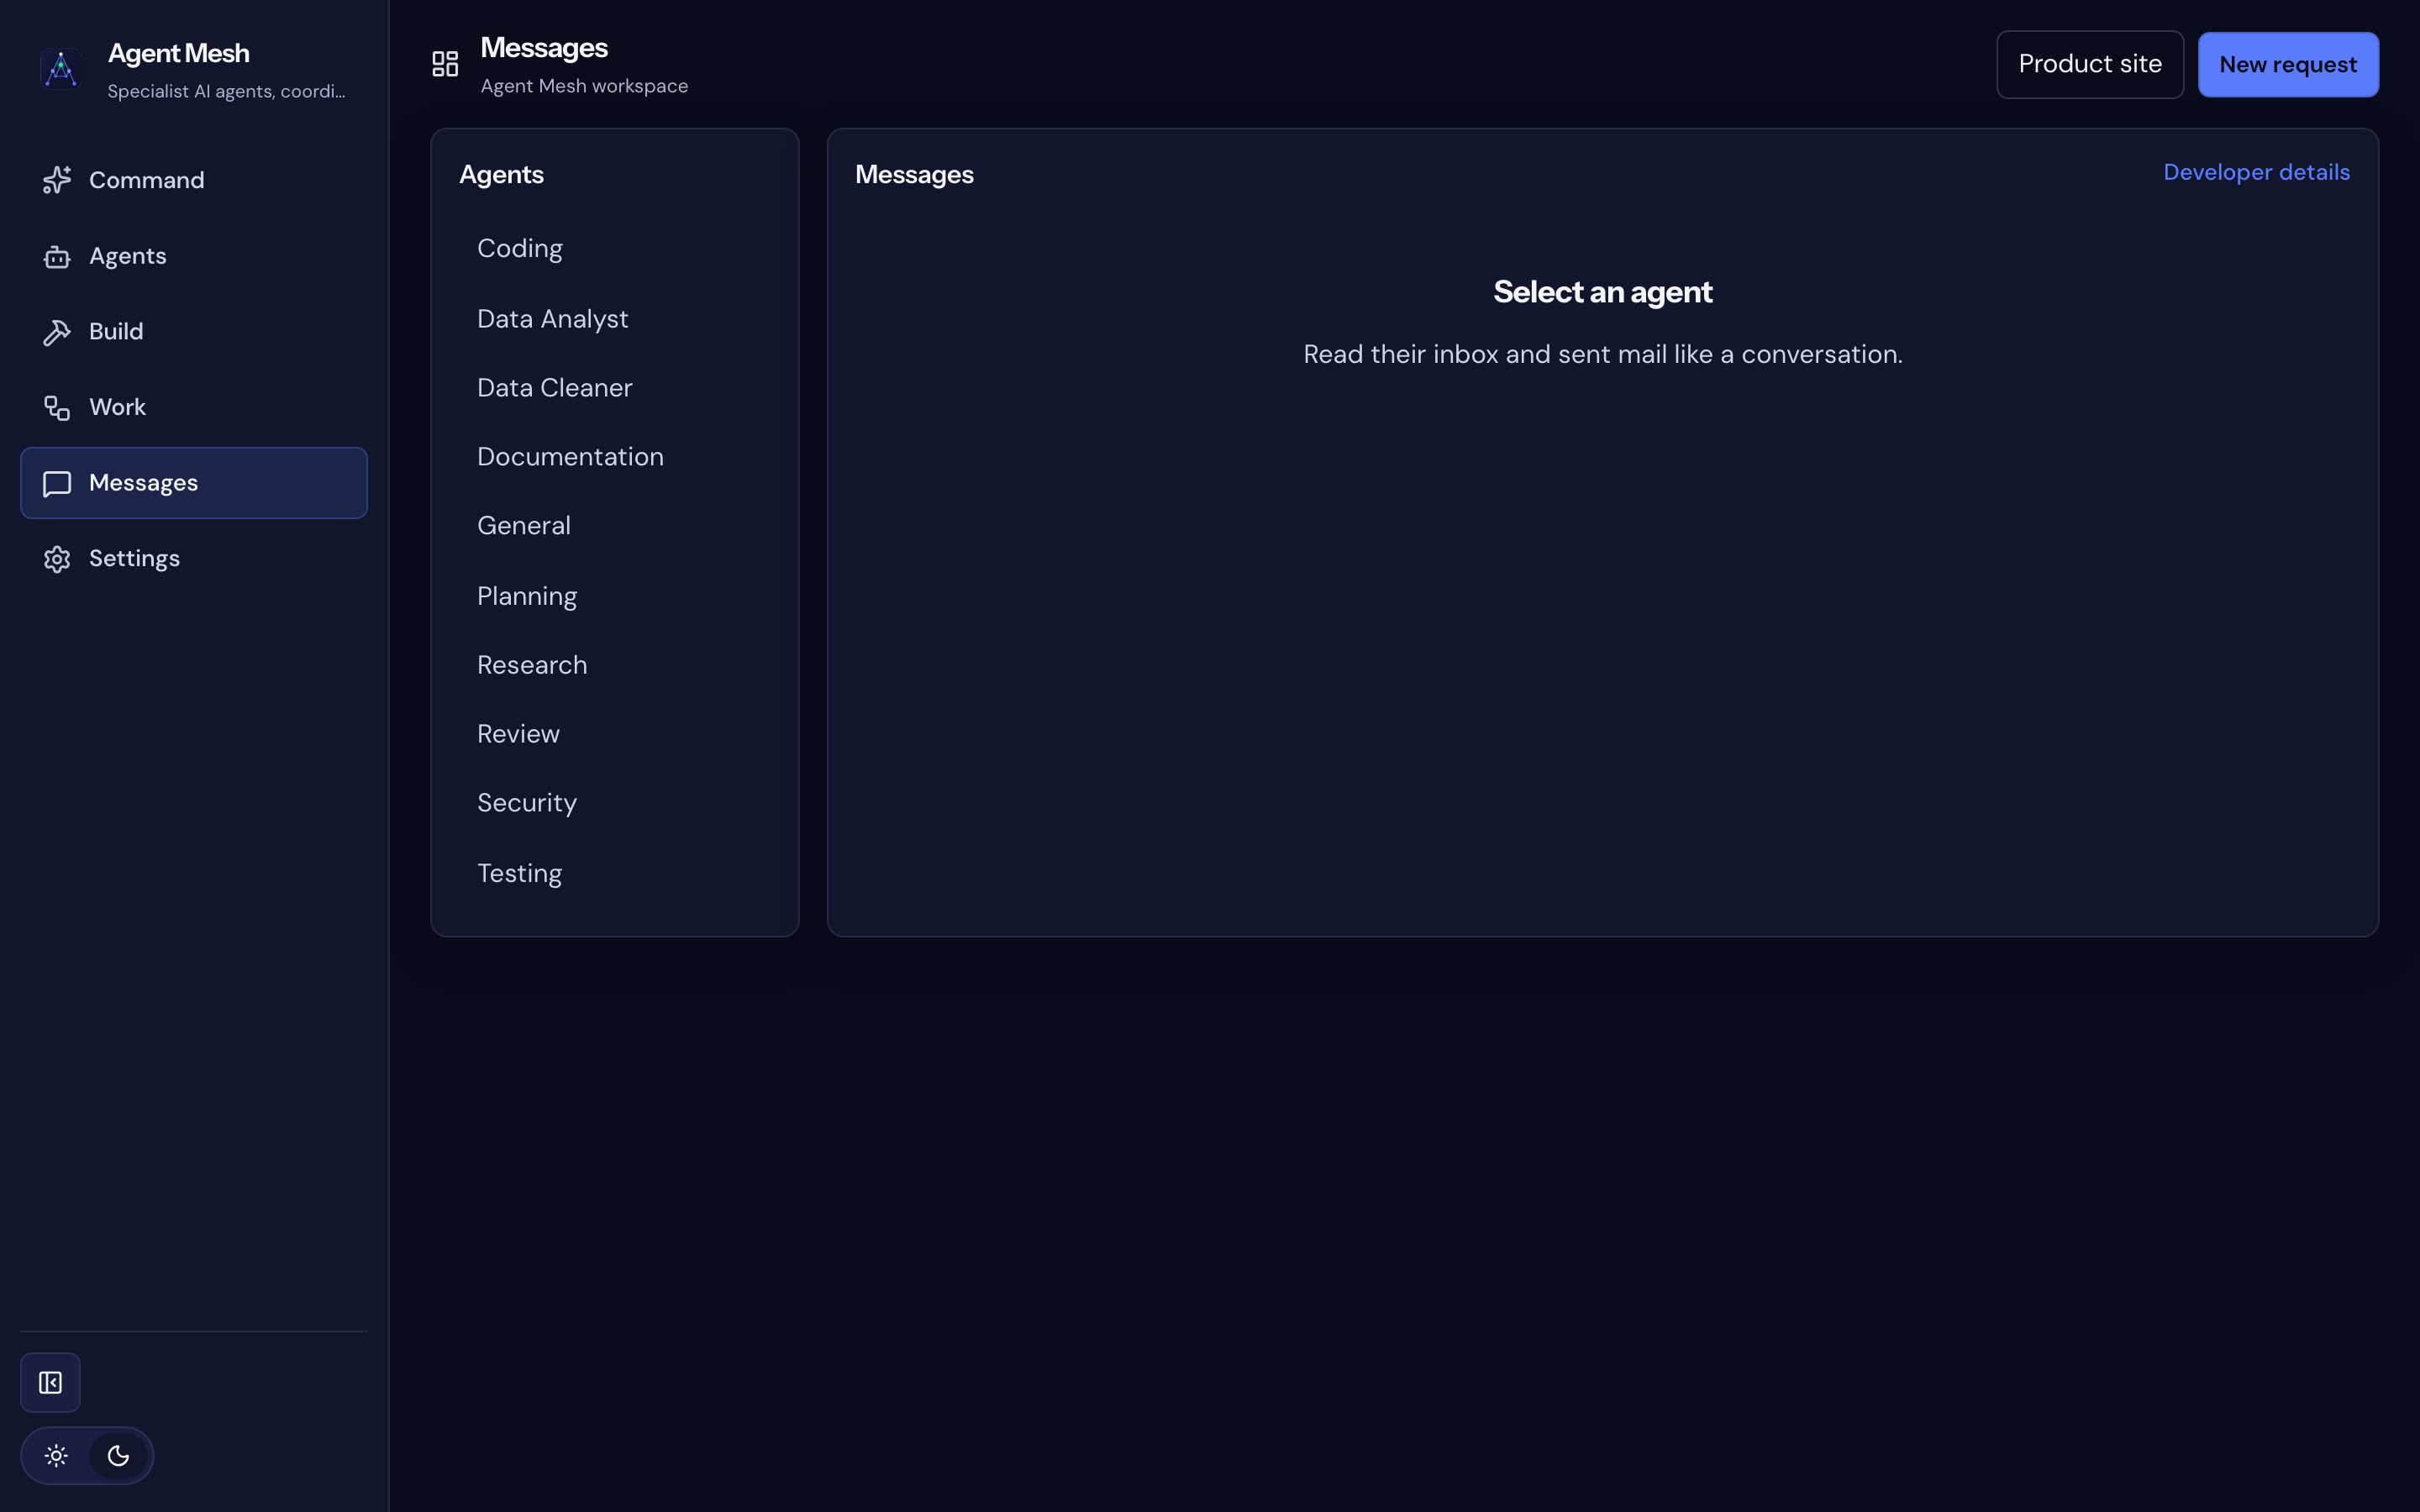 Agent Mesh
Specialist AI agents, coordi...
Command
Agents
Build
Work
Messages
Settings
Messages
Agent Mesh workspace
Product site
New request
Agents
Coding
Data Analyst
Data Cleaner
Documentation
General
Planning
Research
Review
Security
Testing
Messages
Developer details
Select an agent
Read their inbox and sent mail like a conversation.